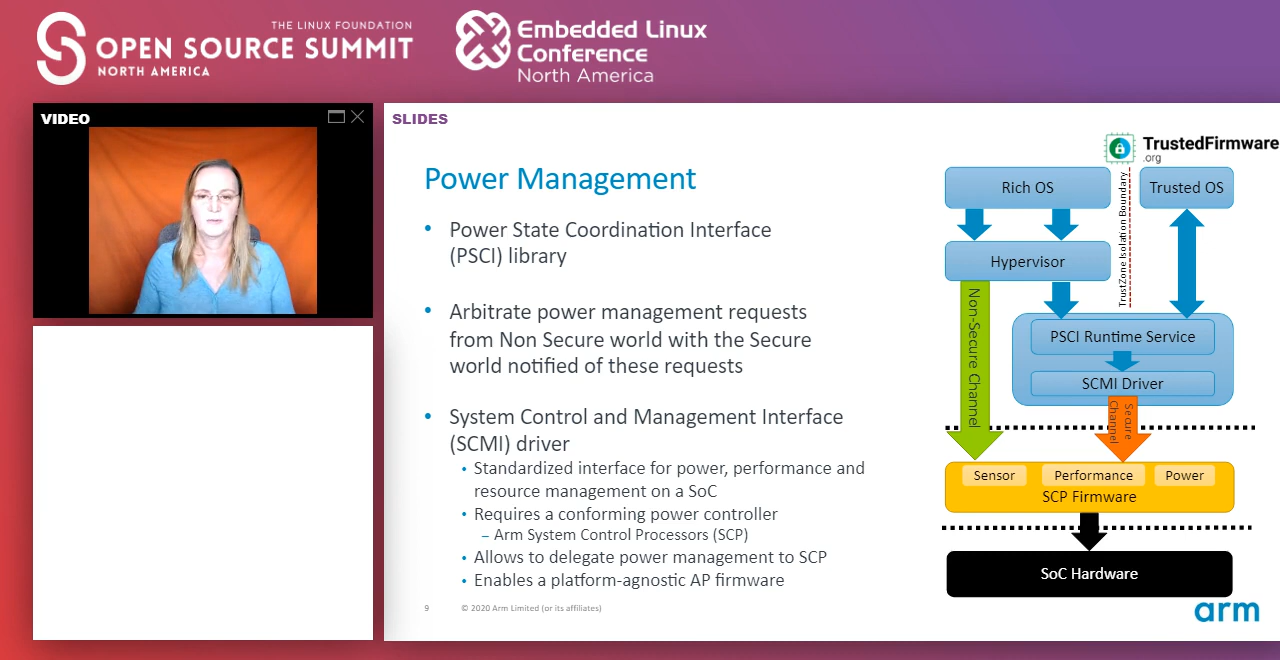 THE LINUX FOUNDATION
OPEN SOURCE SUMMIT
NORTH AMERICA
Embedded Linux
Conference
North America
VIDEO
SLIDES
TrustedFirmware
.org
Power Management
• Power State Coordination Interface
(PSCI) library
• Arbitrate power management requests
from Non Secure world with the Secure
world notified of these requests
• System Control and Management Interface
(SCMI) driver
• Standardized interface for power, performance and
resource management on a SoC
• Requires a conforming power controller
– Arm System Control Processors (SCP)
• Allows to delegate power management to SCP
• Enables a platform-agnostic AP firmware
Rich OS
TrustZone Isolation Boundary
Trusted OS
Hypervisor
Non-Secure Channel
PSCI Runtime Service
SCMI Driver
Secure
Channel
Sensor
Performance
Power
SCP Firmware
SoC Hardware
9
© 2020 Arm Limited (or its affiliates)
arm